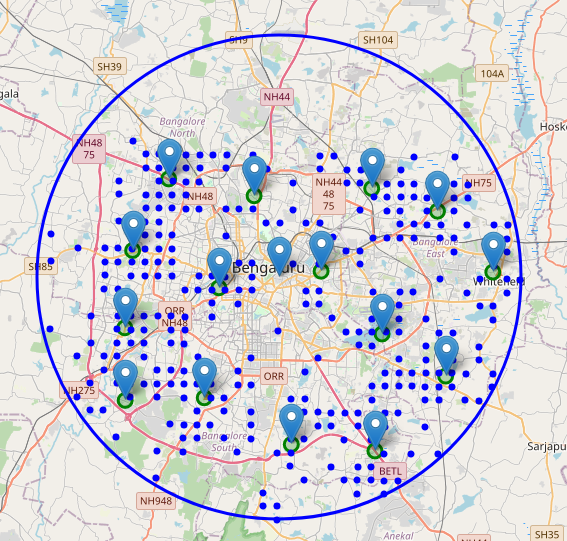 SH9
SH104
SH39
104A
NH44
gala
Bangalore
North
Hosk
NH48
75
NH44
48
75
NH75
NH48
Bangalore
East
SH85
Bengaluru
Whitefield
ORR
NH48
ORR
NH275
Bangalore
South
Sarjapu
BETL
NH948
Anekal
SH35